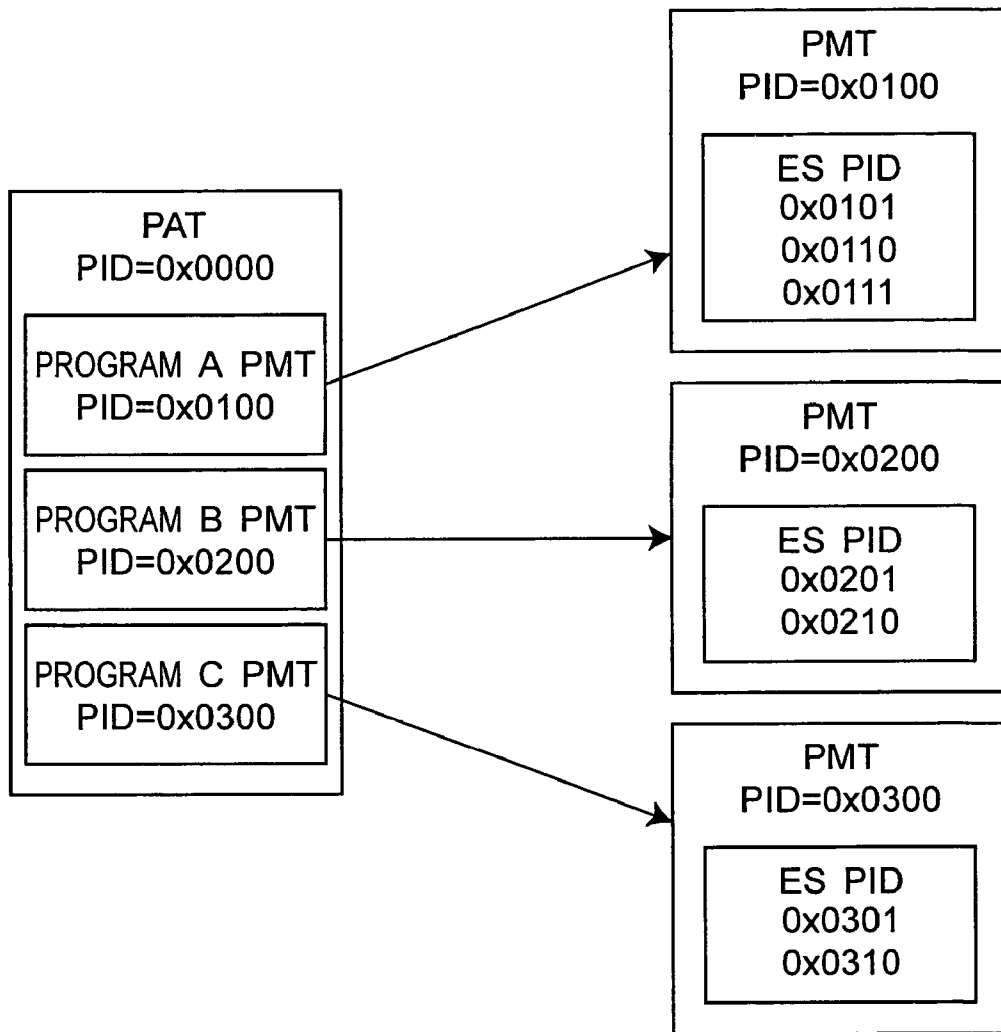 PAT
PID=0x0000
PROGRAM A PMT
PID=0x0100
PROGRAM B PMT
PID=0x0200
PROGRAM C PMT
PID=0x0300
PMT
PID=0x0100
ES PID
0x0101
0x0110
0x0111
PMT
PID=0x0200
ES PID
0x0201
0x0210
PMT
PID=0x0300
ES PID
0x0301
0x0310